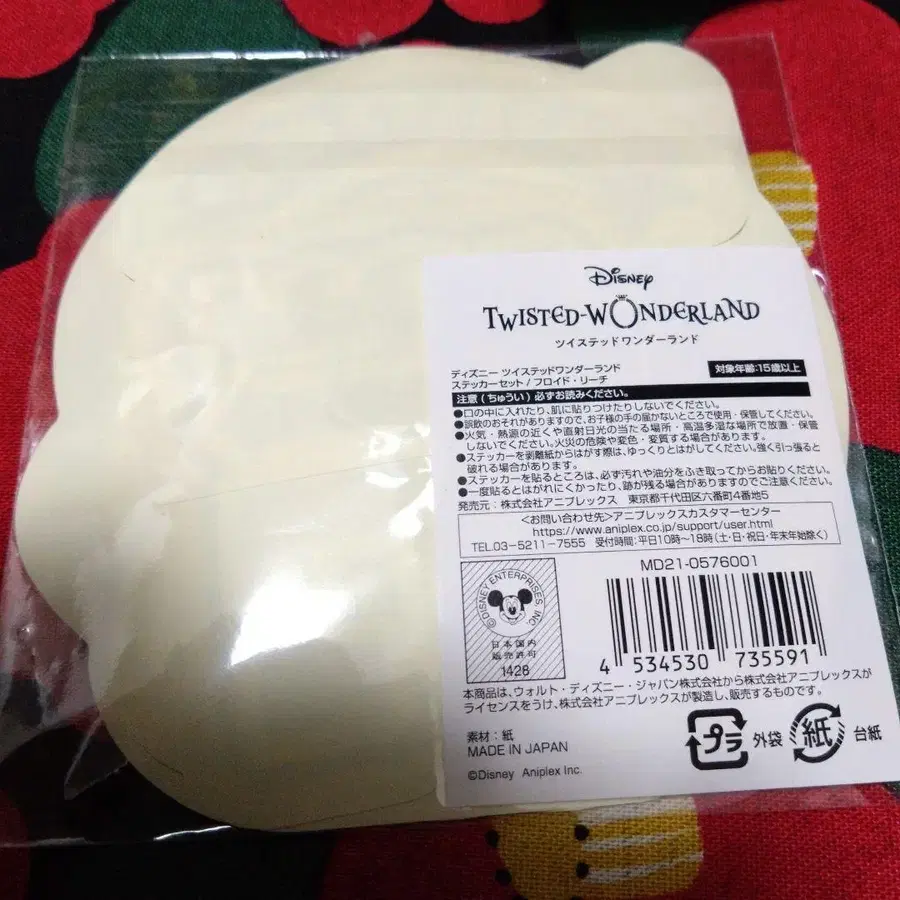 Disney
TWISTED-WONDERLAND
ツイステッドワンダーランド
ディズニー ツイステッドワンダーランド
ステッカーセット / フロイド・リーチ
対象年齢:15歳以上
注意(ちゅうい)必ずお読みください。
●口の中に入れたり、肌に貼りつけたりしないでください。
●誤飲のおそれがありますので、お子様の手の届かないところで使用・保管してください。
●火気・熱源の近くや直射日光の当たる場所・高温多湿な場所で放置・保管
しないでください。火災の危険や変色・変質する場合があります。
●ステッカーを剥離紙からはがす際は、ゆっくりとはがしてください。強く引っ張ると
破れる場合があります。
●ステッカーを貼るところは、必ず汚れや油分をふき取ってからお貼りください。
●一度貼るとはがれにくかったり、跡が残る場合がありますのでご注意ください。
発売元:株式会社アニプレックス 東京都千代田区六番町4番地5
<お問い合わせ先>アニプレックスカスタマーセンター
https://www.aniplex.co.jp/support/user.html
TEL.03-5211-7555 受付時間:平日10時~18時(土・日・祝日・年末年始除く)
MD21-0576001
©DISNEY ENTERPRISES, INC.
日本国内
販売許可
1428
4 534530 735591
本商品は、ウォルト・ディズニー・ジャパン株式会社から株式会社アニプレックスが
ライセンスをうけ、株式会社アニプレックスが製造し、販売するものです。
素材:紙
MADE IN JAPAN
©Disney Aniplex Inc.
プラ 外袋 紙 台紙